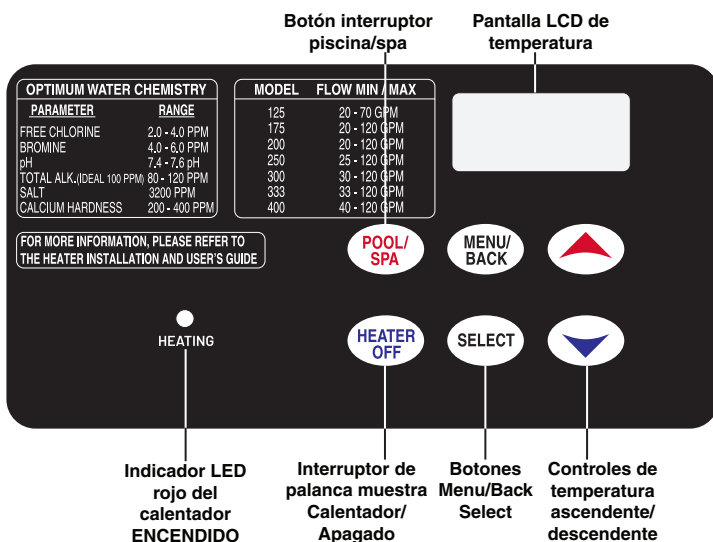 Botón interruptor
piscina/spa
Pantalla LCD de
temperatura
OPTIMUM WATER CHEMISTRY
PARAMETER RANGE
FREE CHLORINE 2.0 - 4.0 PPM
BROMINE 4.0 - 6.0 PPM
pH 7.4 - 7.6 pH
TOTAL ALK.(IDEAL 100 PPM) 80 - 120 PPM
SALT 3200 PPM
CALCIUM HARDNESS 200 - 400 PPM
MODEL FLOW MIN / MAX
125 20 - 70 GPM
175 20 - 120 GPM
200 20 - 120 GPM
250 25 - 120 GPM
300 30 - 120 GPM
333 33 - 120 GPM
400 40 - 120 GPM
FOR MORE INFORMATION, PLEASE REFER TO
THE HEATER INSTALLATION AND USER'S GUIDE
POOL/
SPA
MENU/
BACK
HEATING
HEATER
OFF
SELECT
Indicador LED
rojo del
calentador
ENCENDIDO
Interruptor de
palanca muestra
Calentador/
Apagado
Botones
Menu/Back
Select
Controles de
temperatura
ascendente/
descendente